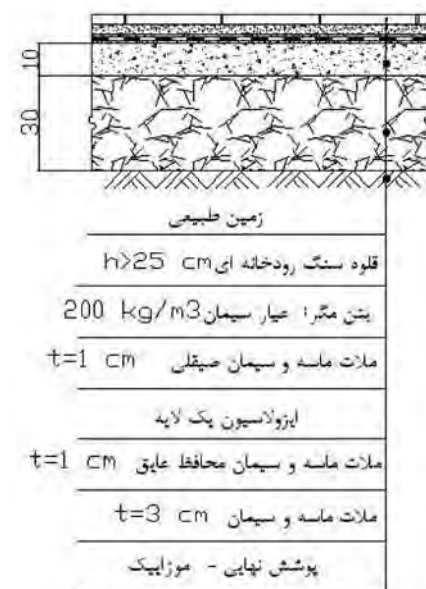 10
30
زمین طبیعی
قلوه سنگ رودخانه ای h>25 cm
بتن مگر: عیار سیمان 200 kg/m3
ملات ماسه و سیمان صیقلی t=1 cm
ایزولاسیون یک لایه
ملات ماسه و سیمان محافظ عایق t=1 cm
ملات ماسه و سیمان t=3 cm
پوشش نهایی - موزاییک